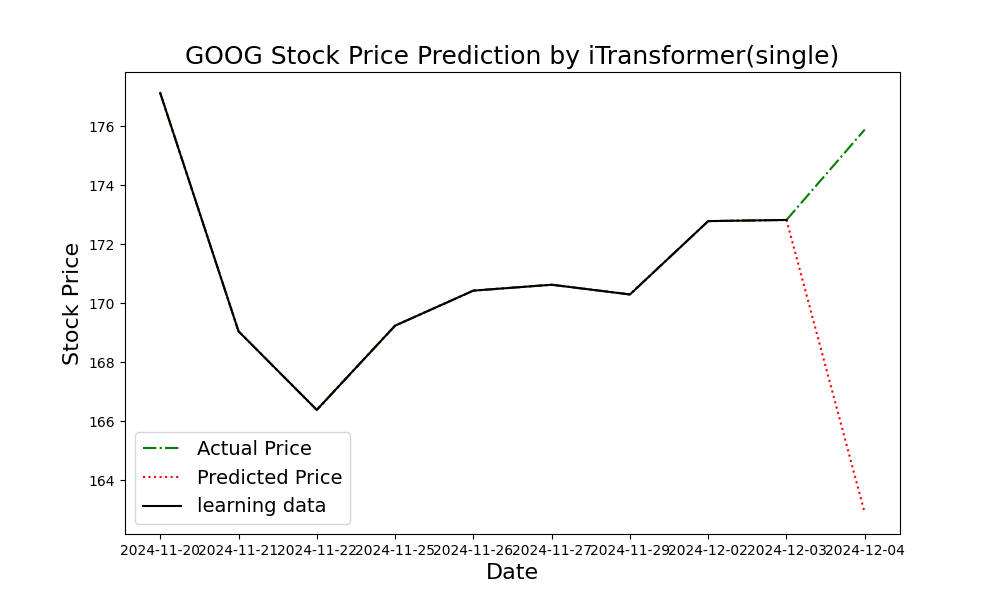 GOOG Stock Price Prediction by iTransformer(single)
Stock Price
176
174
172
170
168
166
164
Actual Price
Predicted Price
learning data
2024-11-20 2024-11-21 2024-11-22 2024-11-25 2024-11-26 2024-11-27 2024-11-29 2024-12-02 2024-12-03 2024-12-04
Date